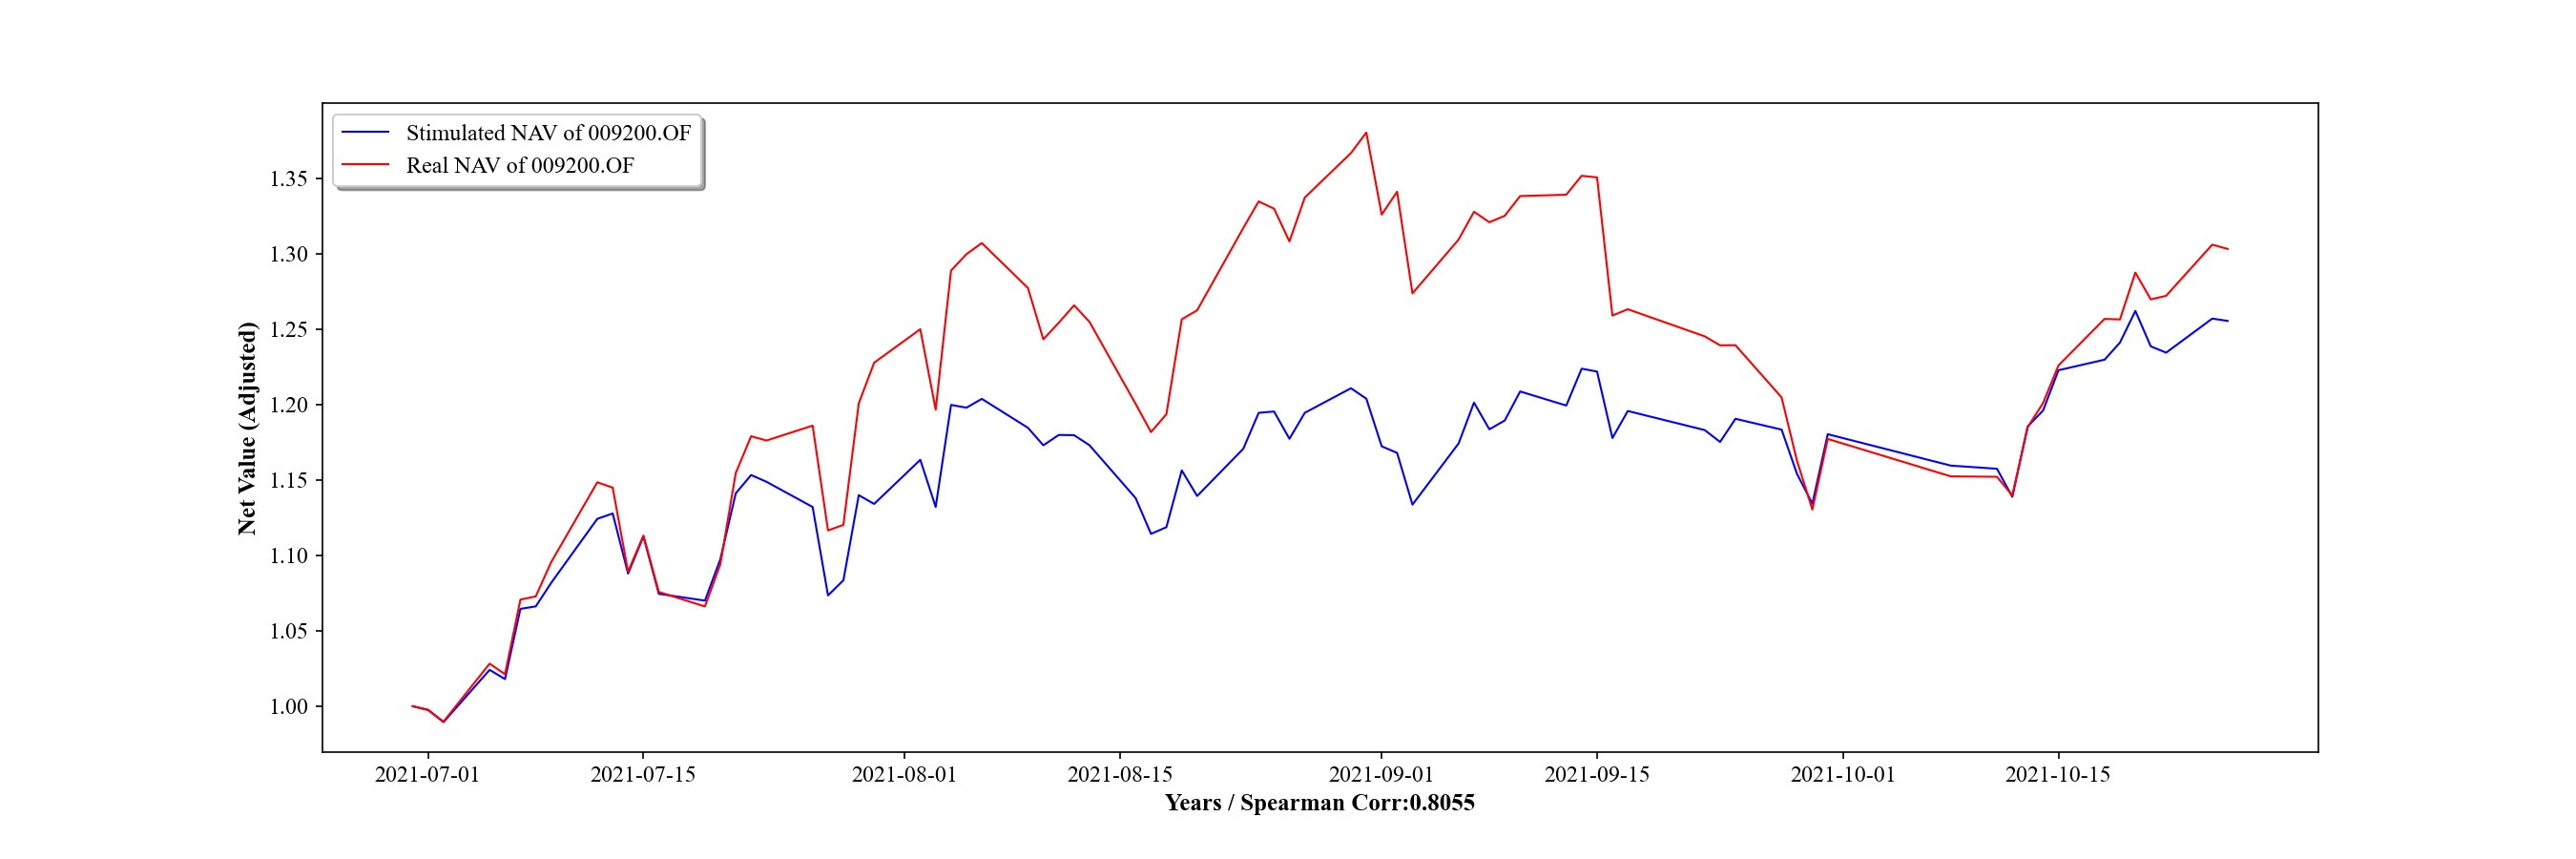 Stimulated NAV of 009200.OF
Real NAV of 009200.OF
1.35
1.30
1.25
1.20
1.15
1.10
1.05
1.00
Net Value (Adjusted)
2021-07-01 2021-07-15 2021-08-01 2021-08-15 2021-09-01 2021-09-15 2021-10-01 2021-10-15
Years / Spearman Corr:0.8055